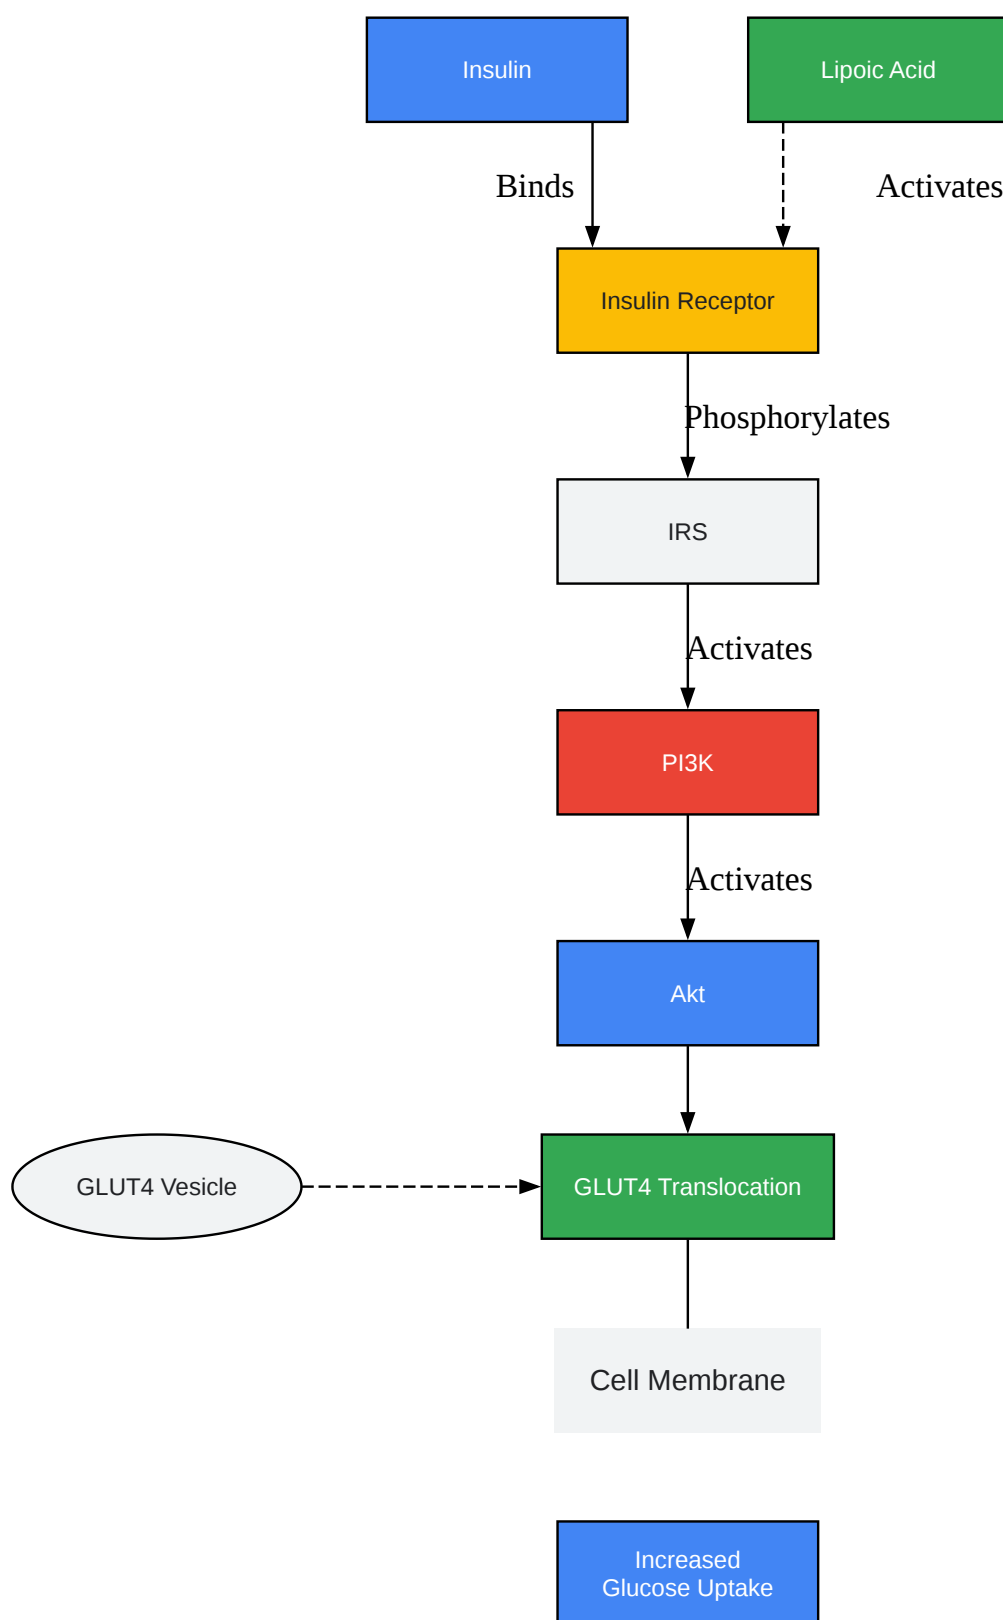 Insulin
Lipoic Acid
Binds
Activates
Insulin Receptor
Phosphorylates
IRS
Activates
PI3K
Activates
Akt
GLUT4 Vesicle
GLUT4 Translocation
Cell Membrane
Increased
Glucose Uptake